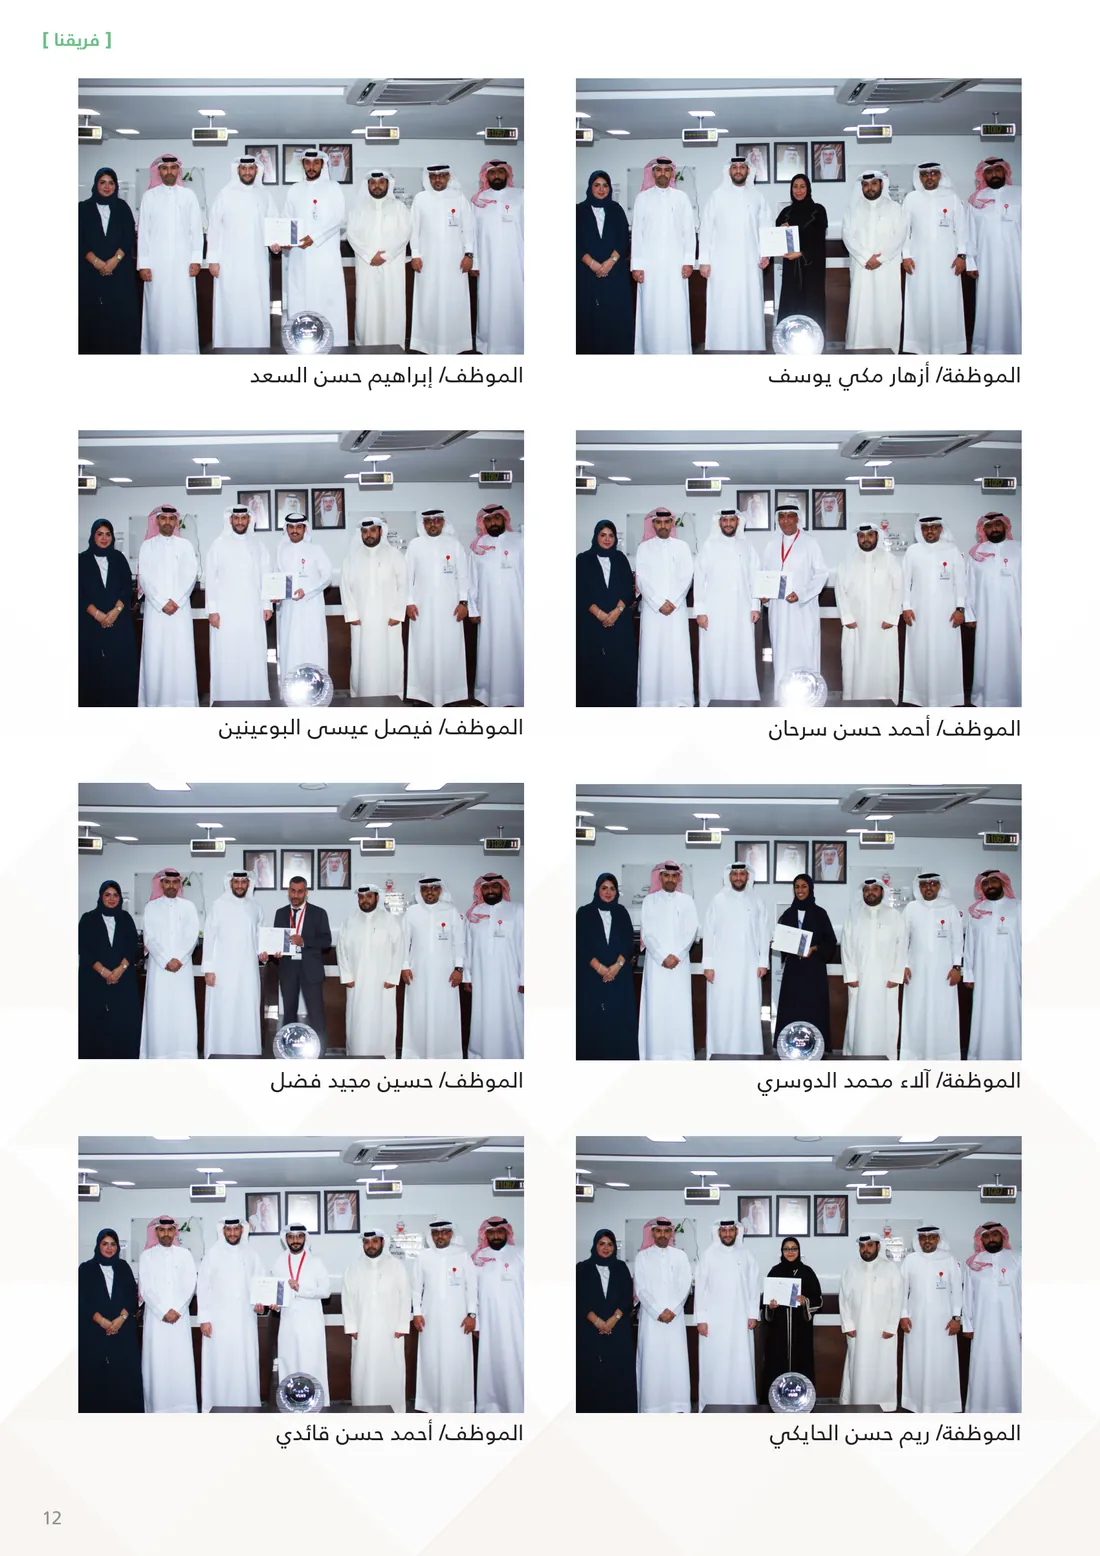 [ فريقنا ]
الموظفة/ أزهار مكي يوسف
الموظف/ إبراهيم حسن السعد
الموظف/ أحمد حسن سرحان
الموظف/ فيصل عيسى البوعينين
الموظفة/ آلاء محمد الدوسري
الموظف/ حسين مجيد فضل
الموظفة/ ريم حسن الحايكي
الموظف/ أحمد حسن قائدي
12